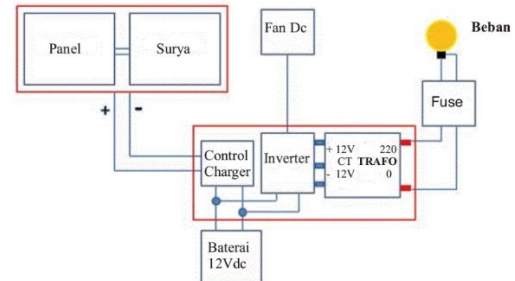 Panel
Surya
Fan Dc
Beban
Fuse
+
-
Control
Charger
Inverter
+ 12V 220
CT TRAFO
- 12V 0
Baterai
12Vdc